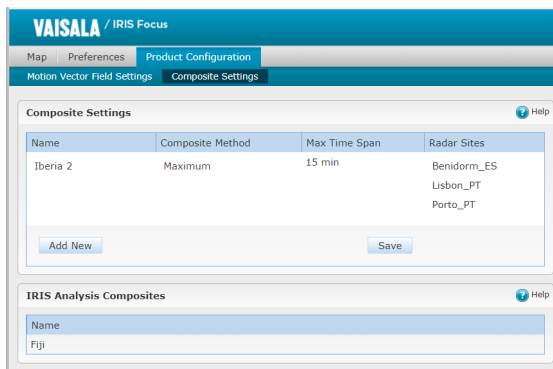 VAISALA / IRIS Focus
Map Preferences Product Configuration
Motion Vector Field Settings Composite Settings
Composite Settings Help
Name Composite Method Max Time Span Radar Sites
Iberia 2 Maximum 15 min Benidorm_ES
Lisbon_PT
Porto_PT
Add New Save
IRIS Analysis Composites Help
Name
Fiji